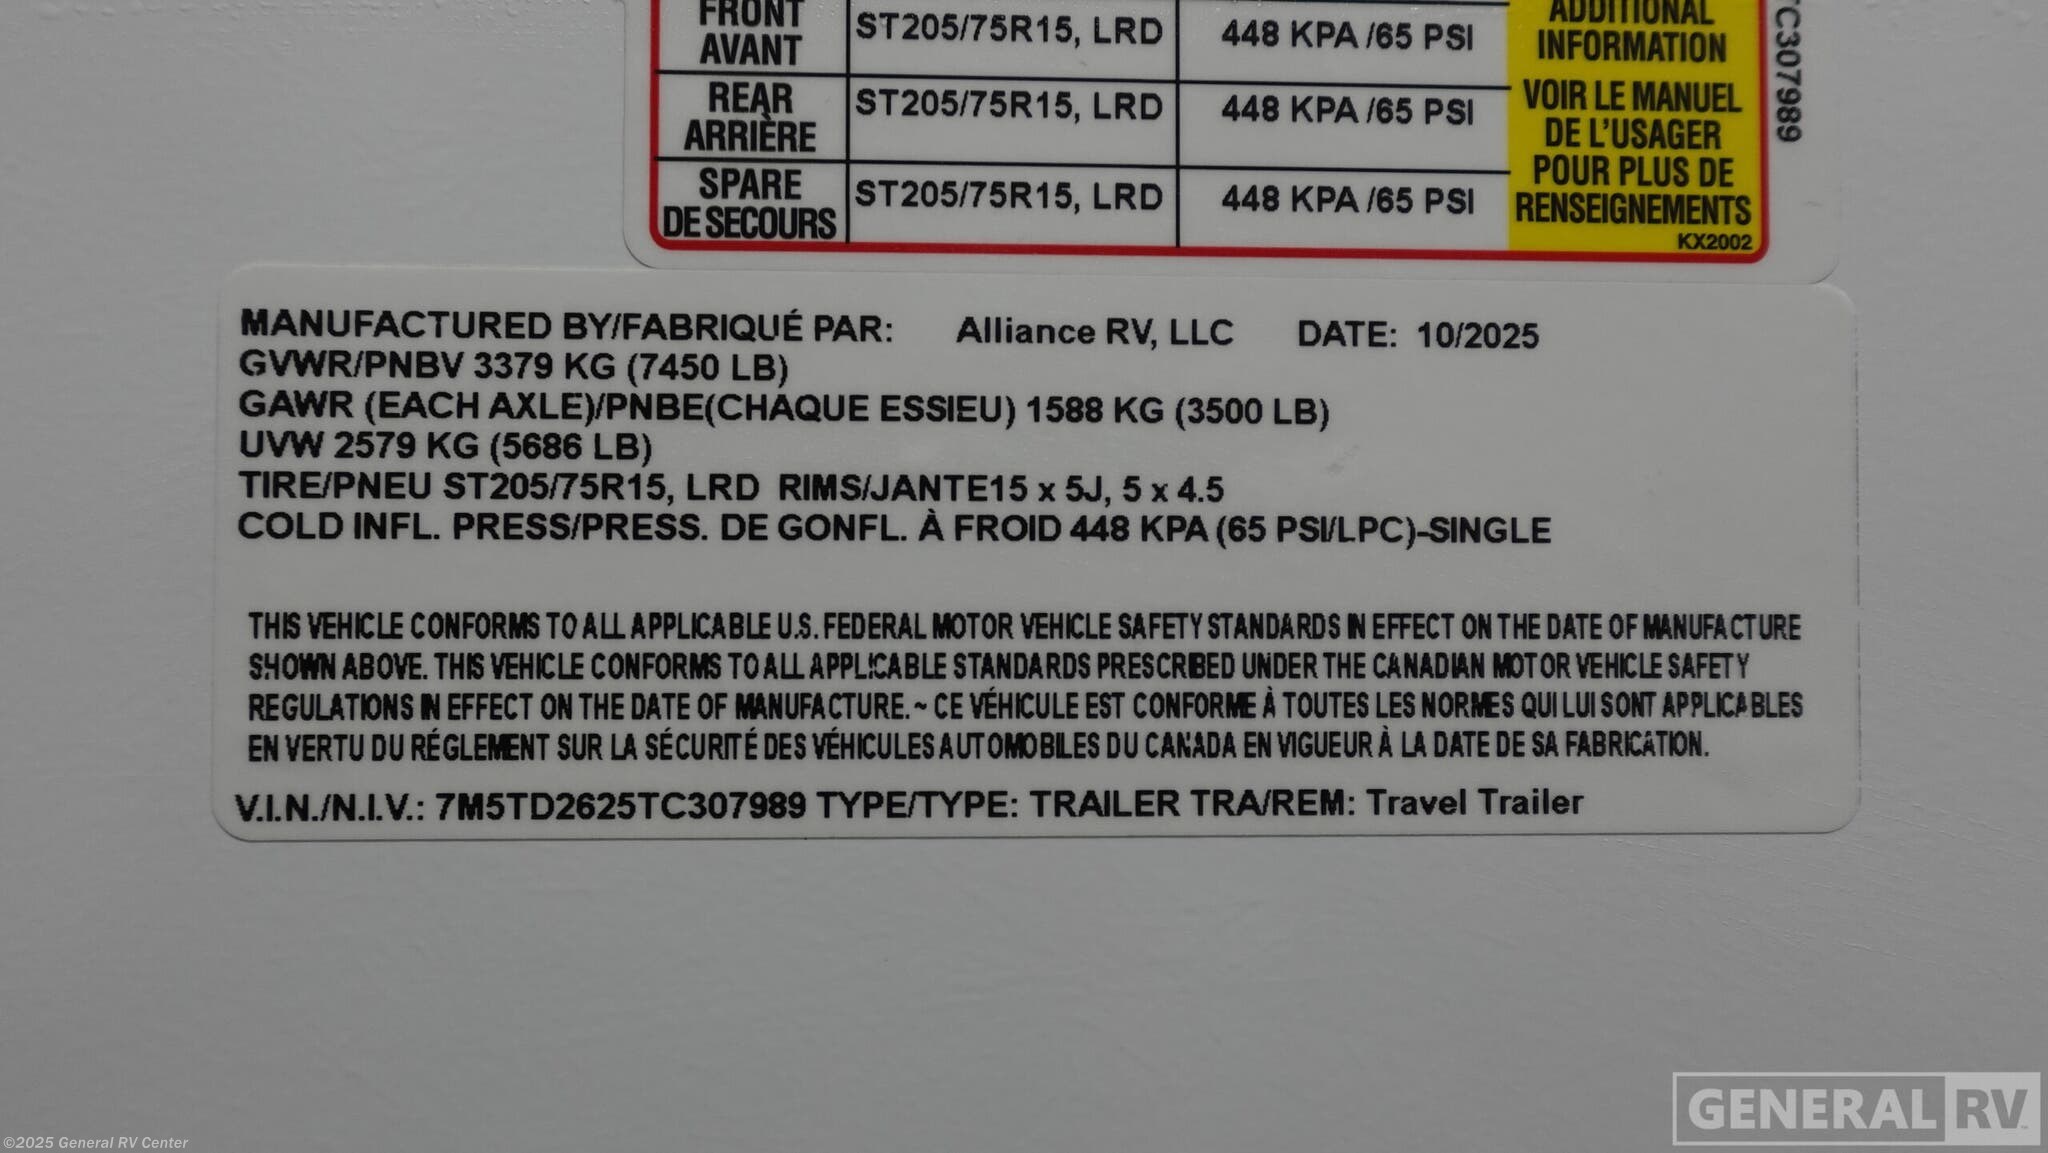 FRONT
AVANT
ST205/75R15, LRD
448 KPA /65 PSI
REAR
ARRIÈRE
ST205/75R15, LRD
448 KPA /65 PSI
SPARE
DE SECOURS
ST205/75R15, LRD
448 KPA /65 PSI
ADDITIONAL
INFORMATION
VOIR LE MANUEL
DE L'USAGER
POUR PLUS DE
RENSEIGNEMENTS
KX2002
TC307989
MANUFACTURED BY/FABRIQUÉ PAR: Alliance RV, LLC DATE: 10/2025
GVWR/PNBV 3379 KG (7450 LB)
GAWR (EACH AXLE)/PNBE(CHAQUE ESSIEU) 1588 KG (3500 LB)
UVW 2579 KG (5686 LB)
TIRE/PNEU ST205/75R15, LRD RIMS/JANTE15 x 5J, 5 x 4.5
COLD INFL. PRESS/PRESS. DE GONFL. À FROID 448 KPA (65 PSI/LPC)-SINGLE
THIS VEHICLE CONFORMS TO ALL APPLICABLE U.S. FEDERAL MOTOR VEHICLE SAFETY STANDARDS IN EFFECT ON THE DATE OF MANUFACTURE
SHOWN ABOVE. THIS VEHICLE CONFORMS TO ALL APPLICABLE STANDARDS PRESCRIBED UNDER THE CANADIAN MOTOR VEHICLE SAFETY
REGULATIONS IN EFFECT ON THE DATE OF MANUFACTURE. ~ CE VÉHICULE EST CONFORME À TOUTES LES NORMES QUI LUI SONT APPLICABLES
EN VERTU DU RÉGLEMENT SUR LA SÉCURITÉ DES VÉHICULES AUTOMOBILES DU CANADA EN VIGUEUR À LA DATE DE SA FABRICATION.
V.I.N./N.I.V.: 7M5TD2625TC307989 TYPE/TYPE: TRAILER TRA/REM: Travel Trailer
GENERAL RV
©2025 General RV Center